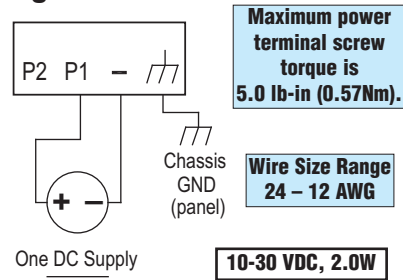 Maximum power
terminal screw
torque is
5.0 lb-in (0.57Nm).
P2 P1 –
Chassis
GND
(panel)
Wire Size Range
24 – 12 AWG
+ –
One DC Supply
10-30 VDC, 2.0W